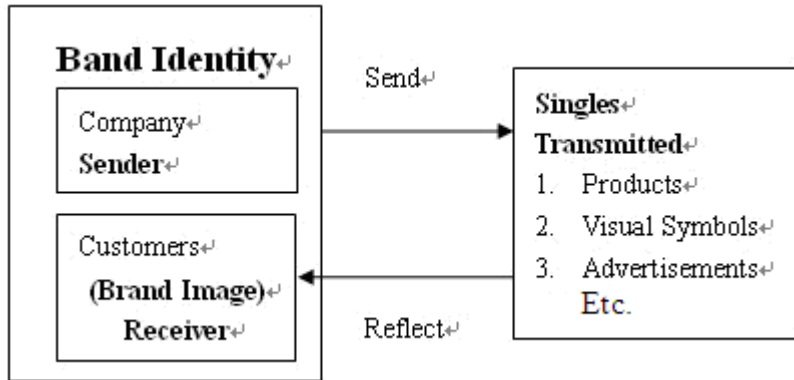 Band Identity
Company
Sender
Customers
(Brand Image)
Receiver
Send
Reflect
Singles
Transmitted
1. Products
2. Visual Symbols
3. Advertisements
Etc.